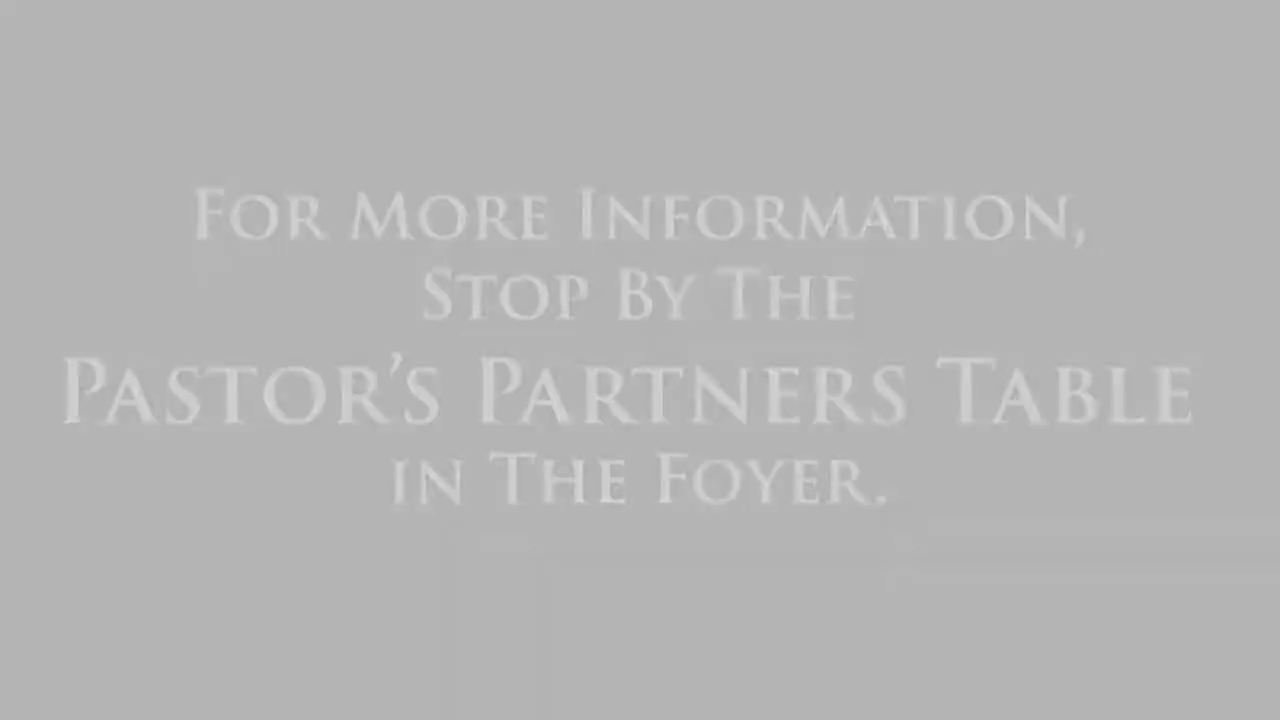 For More Information,
Stop By The
Pastor's Partners Table
in The Foyer.